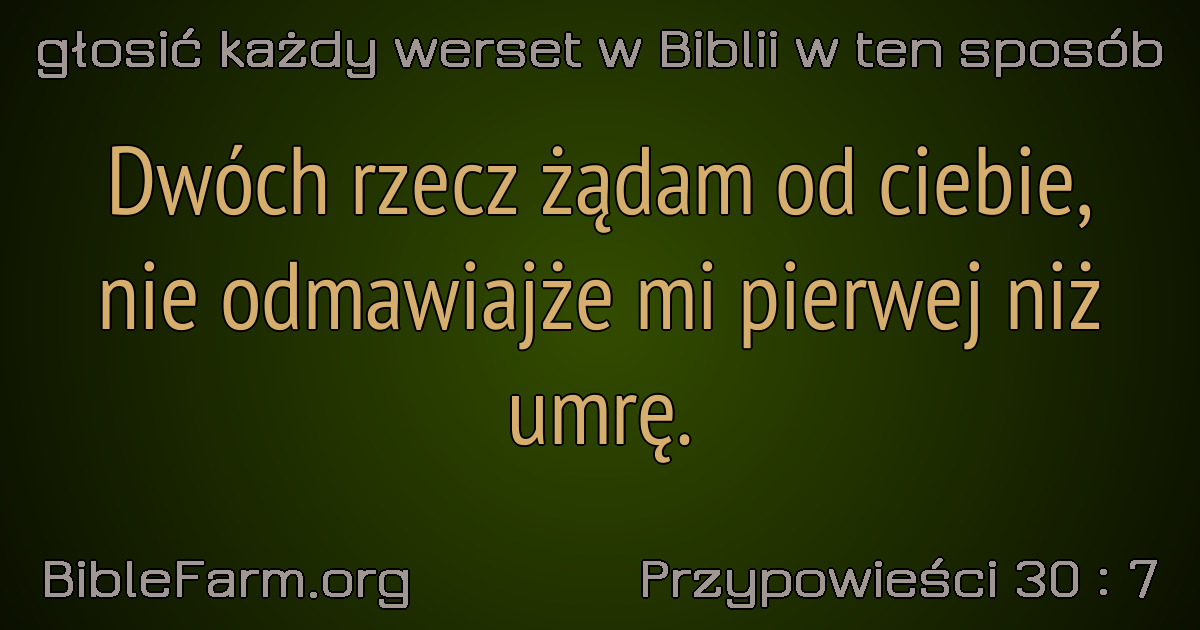 głosić każdy werset w Biblii w ten sposób
Dwóch rzecz żądam od ciebie,
nie odmawiajże mi pierwej niż
umrę.
BibleFarm.org
Przypowieści 30 : 7